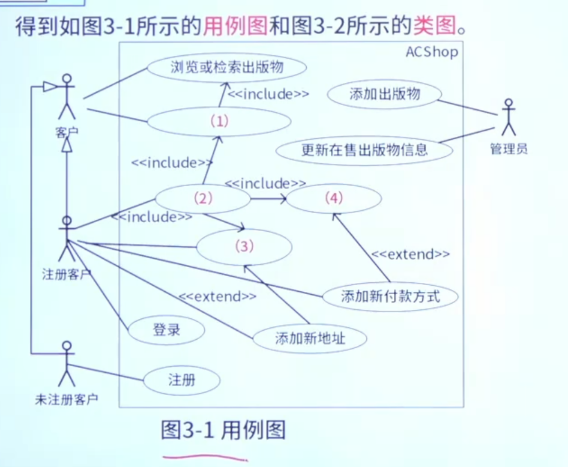 得到如图3-1所示的用例图和图3-2所示的类图。
ACShop
浏览或检索出版物
<<include>>
添加出版物
(1)
客户
管理员
更新在售出版物信息
<<include>>
<<include>>
(2)
(4)
<<include>>
(3)
<<extend>>
注册客户
<<extend>>
添加新付款方式
登录
添加新地址
注册
未注册客户
图3-1 用例图